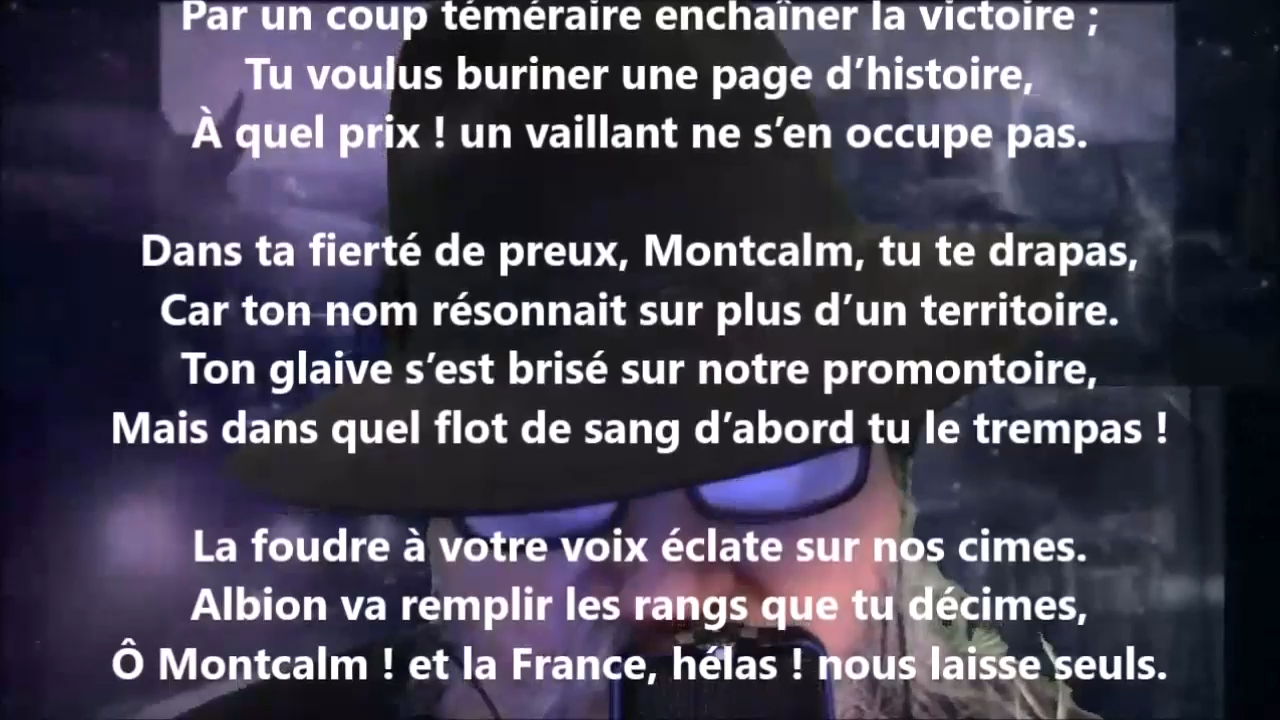 Par un coup téméraire enchaîner la victoire ;
Tu voulus buriner une page d’histoire,
À quel prix ! un vaillant ne s’en occupe pas.
Dans ta fierté de preux, Montcalm, tu te drapas,
Car ton nom résonnait sur plus d’un territoire.
Ton glaive s’est brisé sur notre promontoire,
Mais dans quel flot de sang d’abord tu le trempas !
La foudre à votre voix éclate sur nos cimes.
Albion va remplir les rangs que tu décimes,
Ô Montcalm ! et la France, hélas ! nous laisse seuls.